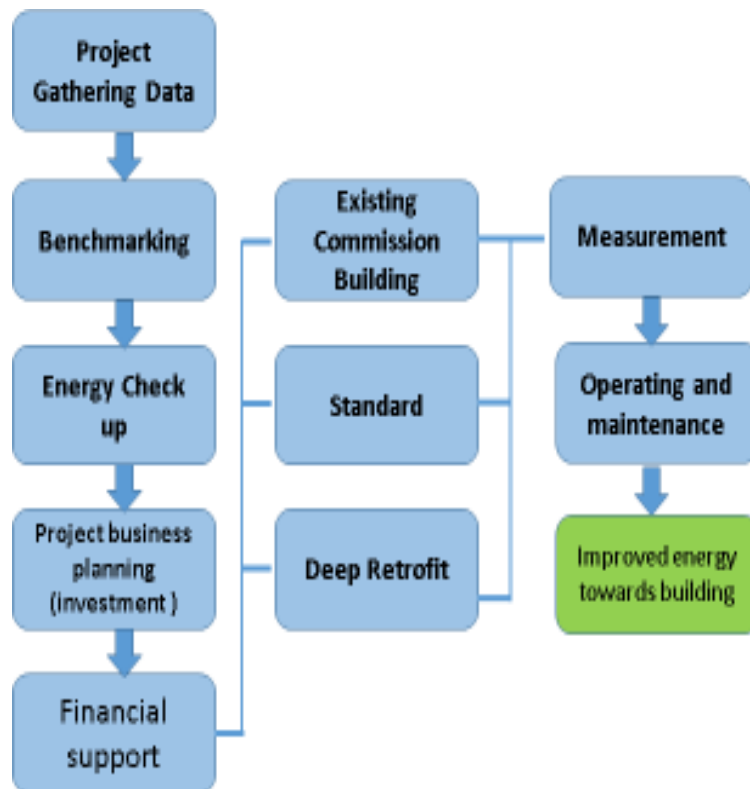 Project
Gathering Data
Benchmarking
Energy Check
up
Project business
planning
(investment )
Financial
support
Existing
Commission
Building
Standard
Deep Retrofit
Measurement
Operating and
maintenance
Improved energy
towards building